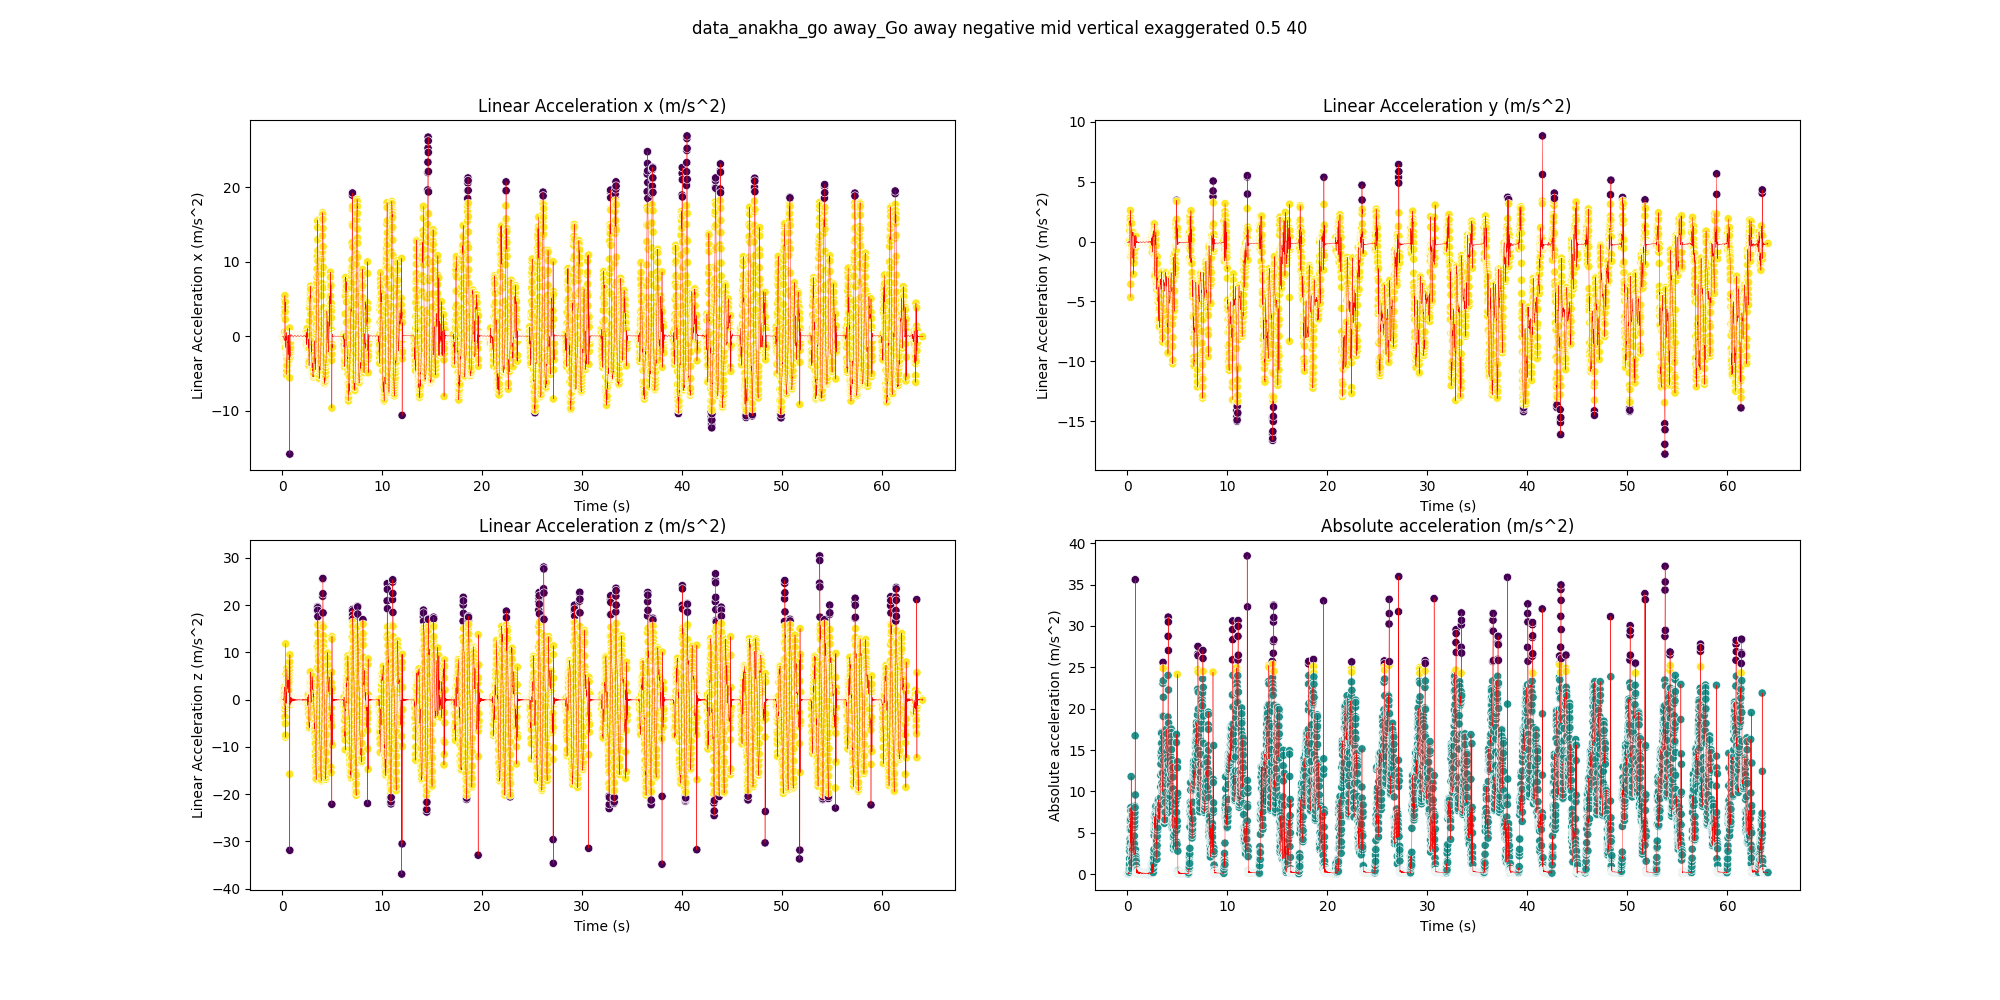 data_anakha_go away_Go away negative mid vertical exaggerated 0.5 40
Linear Acceleration x (m/s^2)
Linear Acceleration x (m/s^2)
20
10
0
−10
0 10 20 30 40 50 60
Time (s)
Linear Acceleration y (m/s^2)
Linear Acceleration y (m/s^2)
10
5
0
−5
−10
−15
0 10 20 30 40 50 60
Time (s)
Linear Acceleration z (m/s^2)
Linear Acceleration z (m/s^2)
30
20
10
0
−10
−20
−30
−40
0 10 20 30 40 50 60
Time (s)
Absolute acceleration (m/s^2)
Absolute acceleration (m/s^2)
40
35
30
25
20
15
10
5
0
0 10 20 30 40 50 60
Time (s)